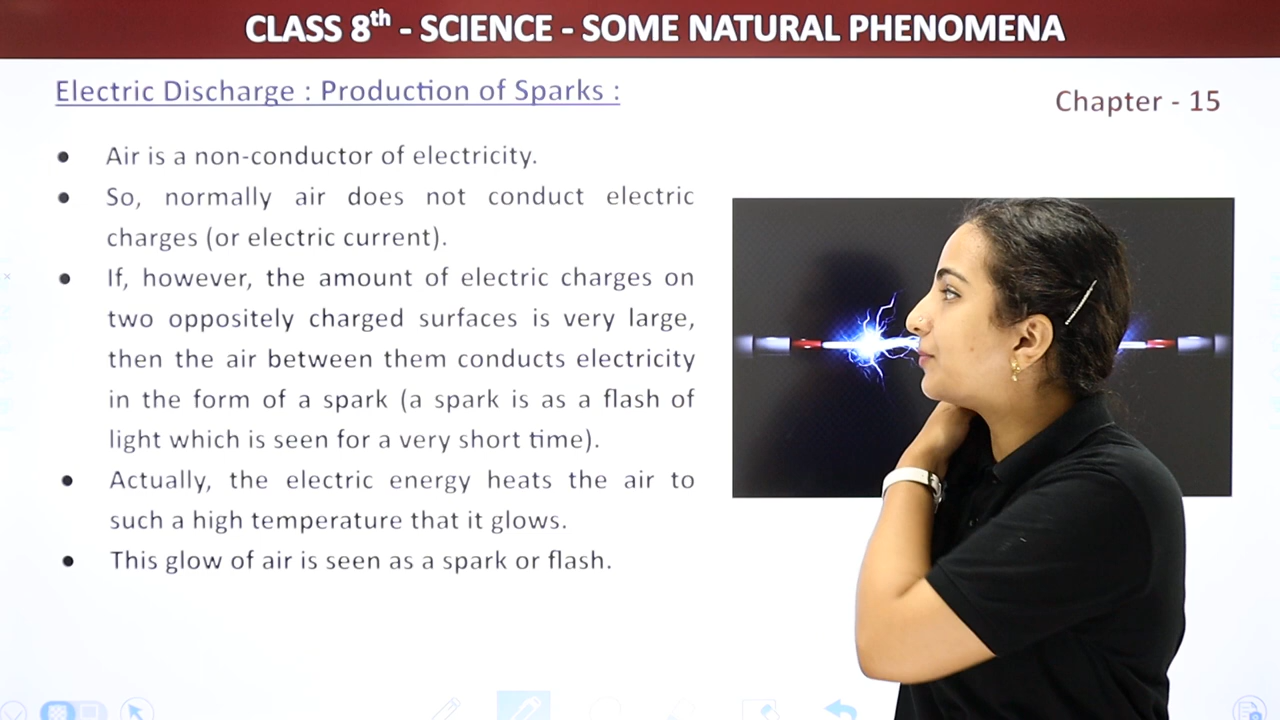 CLASS 8th - SCIENCE - SOME NATURAL PHENOMENA
Electric Discharge : Production of Sparks :
Chapter - 15
● Air is a non-conductor of electricity.
● So, normally air does not conduct electric
charges (or electric current).
● If, however, the amount of electric charges on
two oppositely charged surfaces is very large,
then the air between them conducts electricity
in the form of a spark (a spark is as a flash of
light which is seen for a very short time).
● Actually, the electric energy heats the air to
such a high temperature that it glows.
● This glow of air is seen as a spark or flash.